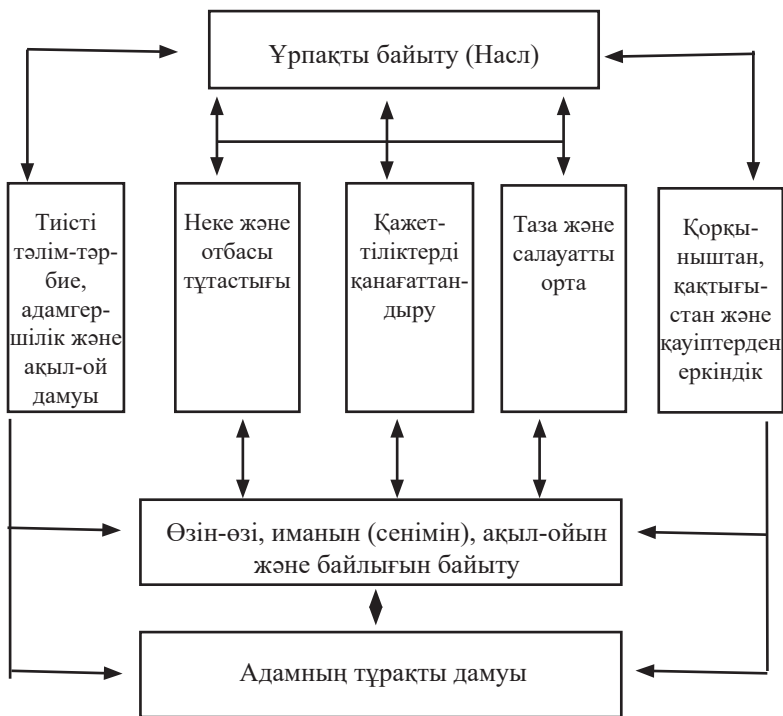 Ұрпақты байыту (Насл)
Тиісті
тәлім-тәр-
бие,
адамгер-
шілік және
ақыл-ой
дамуы
Неке және
отбасы
тұтастығы
Қажет-
тіліктерді
қанағаттан-
дыру
Таза және
салауатты
орта
Қорқы-
ныштан,
қақтығы-
стан және
қауіптерден
еркіндік
Өзін-өзі, иманын (сенімін), ақыл-ойын
және байлығын байыту
Адамның тұрақты дамуы